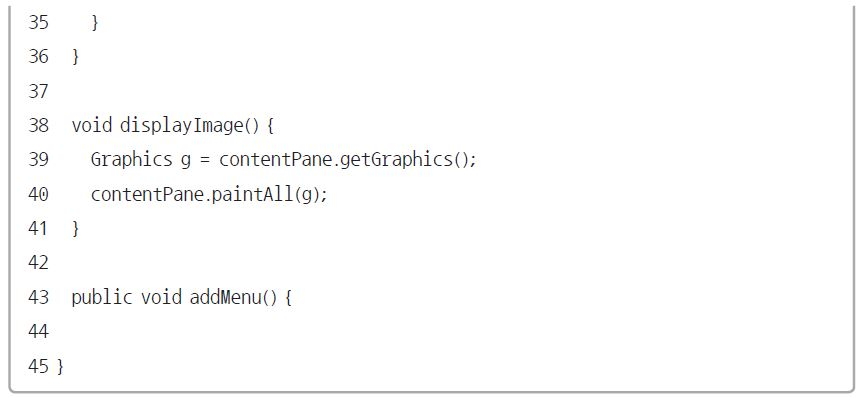 35     }
36   }
37
38   void displayImage() {
39     Graphics g = contentPane.getGraphics();
40     contentPane.paintAll(g);
41   }
42
43   public void addMenu() {
44
45 }